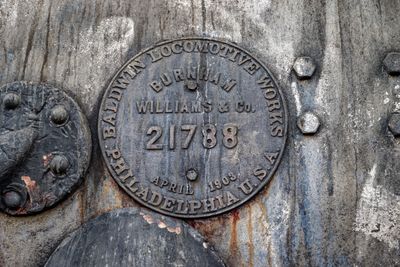 BALDWIN LOCOMOTIVE WORKS
BURNHAM
WILLIAMS & Co.
21788
APRIL 1903
PHILADELPHIA U.S.A.